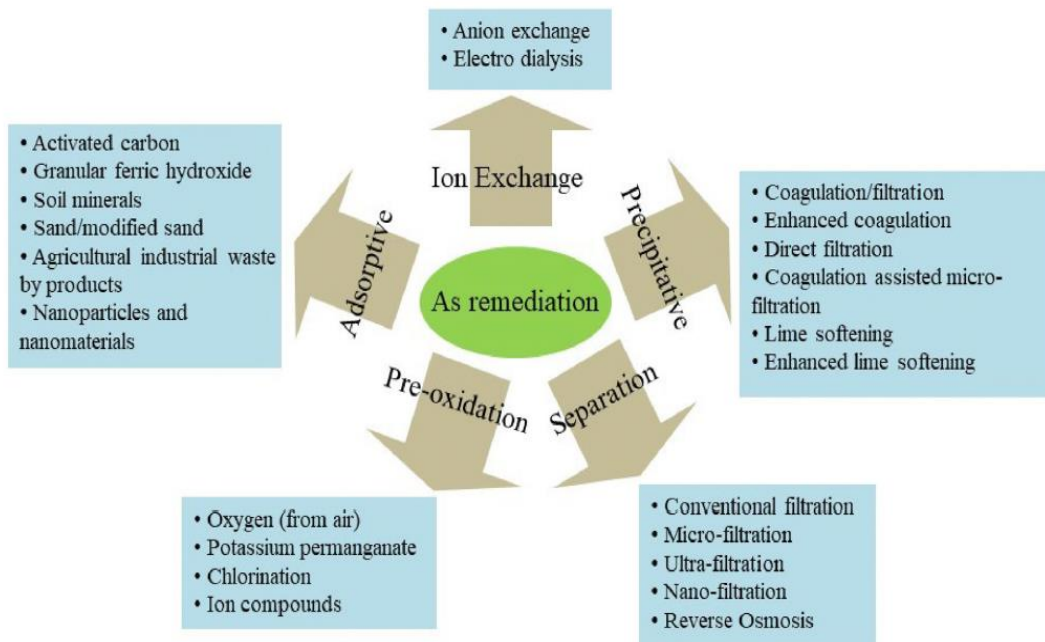 • Anion exchange
• Electro dialysis
Ion Exchange
• Activated carbon
• Granular ferric hydroxide
• Soil minerals
• Sand/modified sand
• Agricultural industrial waste
by products
• Nanoparticles and
nanomaterials
Adsorptive
Precipitative
• Coagulation/filtration
• Enhanced coagulation
• Direct filtration
• Coagulation assisted micro-
filtration
• Lime softening
• Enhanced lime softening
As remediation
Pre-oxidation
Separation
• Oxygen (from air)
• Potassium permanganate
• Chlorination
• Ion compounds
• Conventional filtration
• Micro-filtration
• Ultra-filtration
• Nano-filtration
• Reverse Osmosis